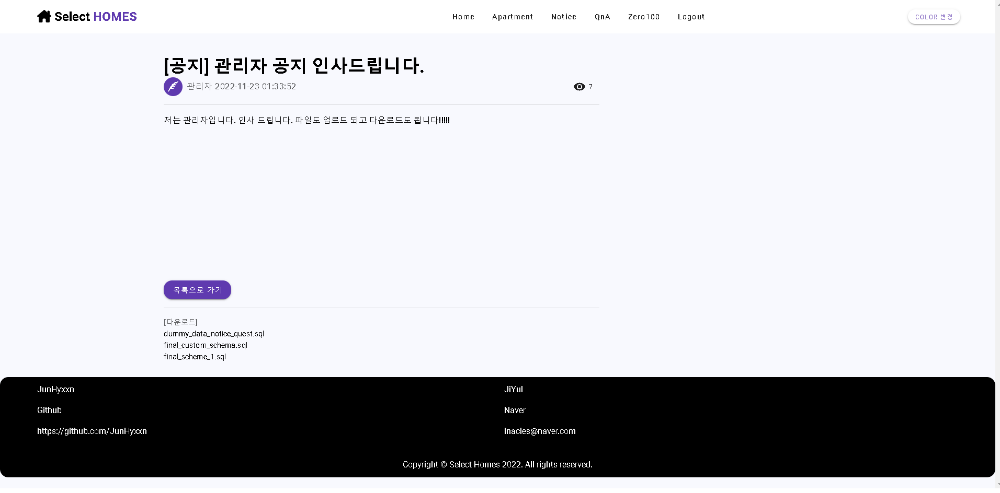 Select HOMES
Home Apartment Notice QnA Zero100 Logout
COLOR 변경
[공지] 관리자 공지 인사드립니다.
관리자 2022-11-23 01:33:52
7
저는 관리자입니다. 인사 드립니다. 파일도 업로드 되고 다운로드도 됩니다!!!!!
목록으로 가기
[다운로드]
dummy_data_notice_quest.sql
final_custom_schema.sql
final_scheme_1.sql
JunHyxxn
Github
https://github.com/JunHyxxn
JiYul
Naver
lnacles@naver.com
Copyright © Select Homes 2022. All rights reserved.